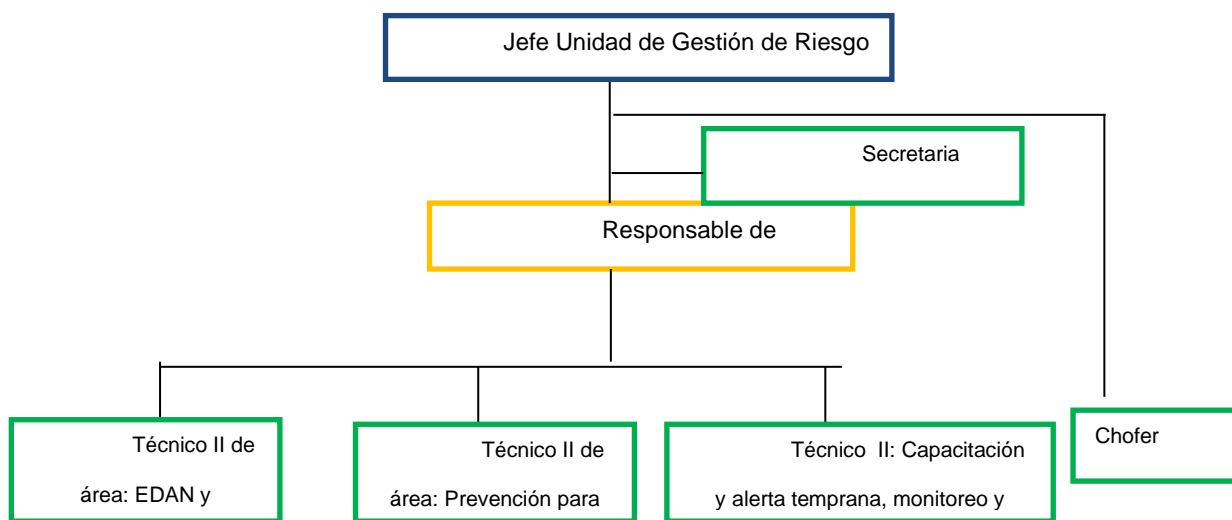 Jefe Unidad de Gestión de Riesgo
Secretaria
Responsable de
Técnico II de
área: EDAN y
Técnico II de
área: Prevención para
Técnico II: Capacitación
y alerta temprana, monitoreo y
Chofer